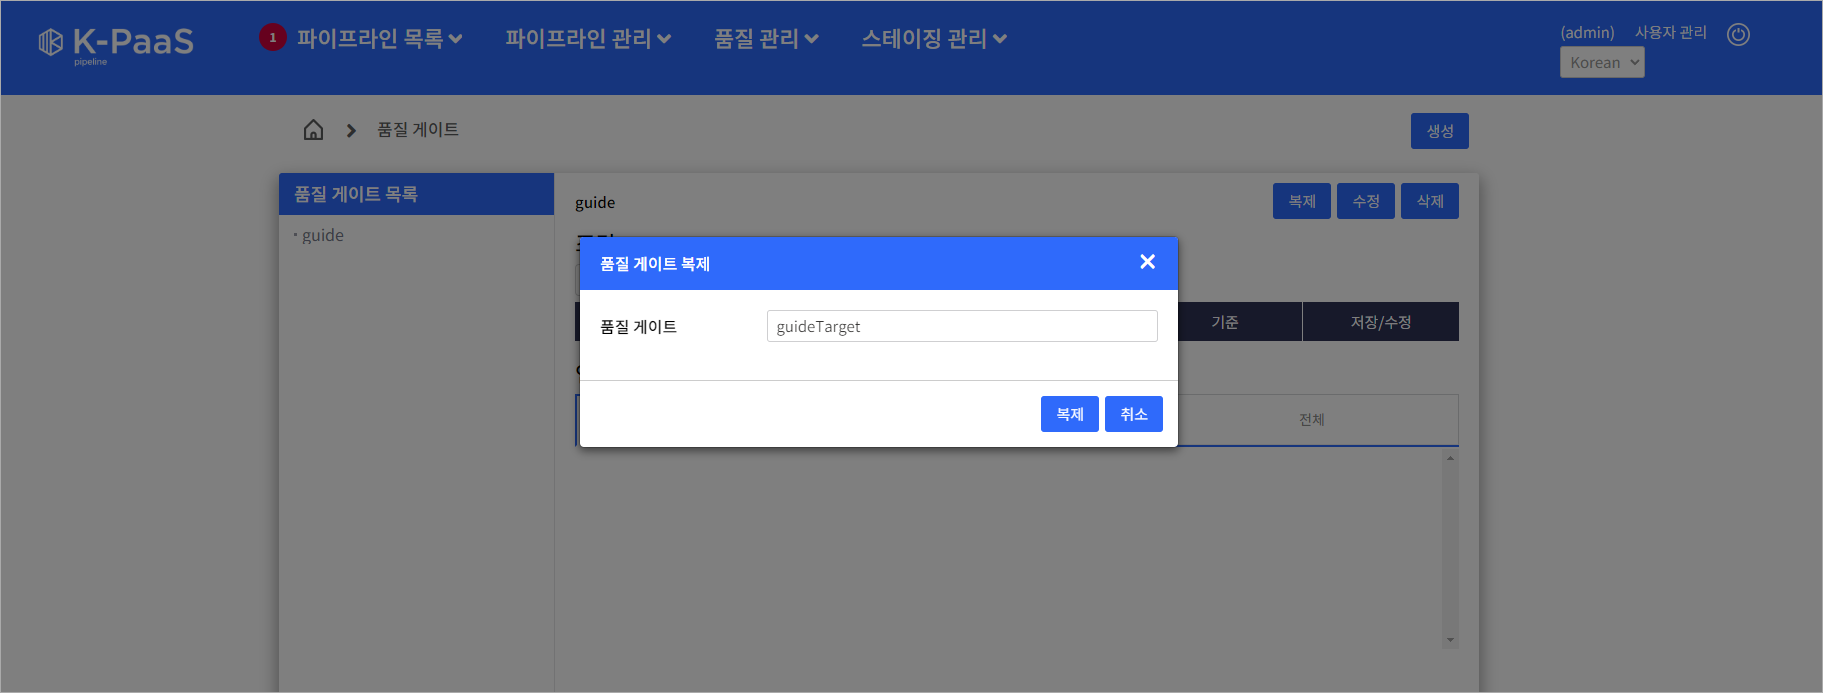 K-PaaS
pipeline
1 파이프라인 목록 파이프라인 관리 품질 관리 스테이징 관리
(admin) 사용자 관리
Korean
품질 게이트
생성
품질 게이트 목록
guide
guide
복제 수정 삭제
품질 게이트 복제
품질 게이트 guideTarget
복제 취소
기준 저장/수정
전체